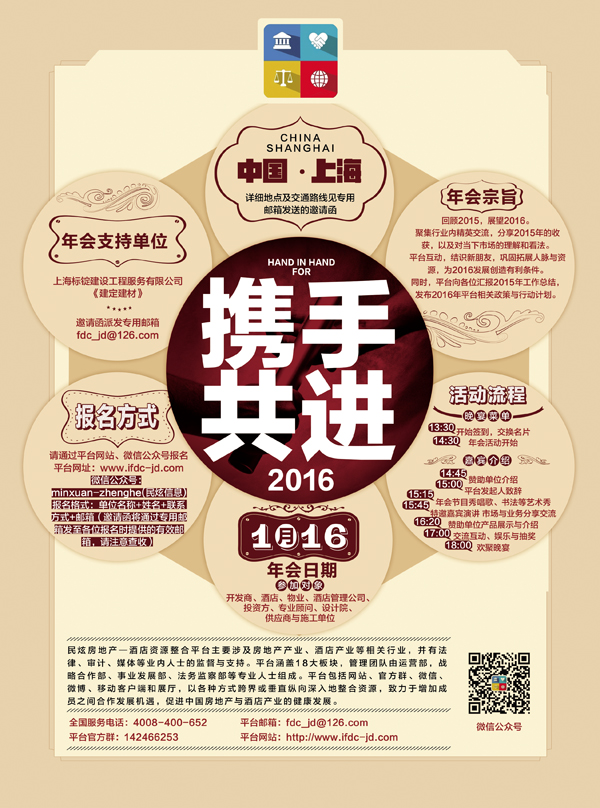 CHINA
SHANGHAI
中国·上海
详细地点及交通路线见专用
邮箱发送的邀请函
年会支持单位
上海标锭建设工程服务有限公司
《建定建材》
邀请函派发专用邮箱
fdc_jd@126.com
年会宗旨
回顾2015，展望2016。
聚集行业内精英交流，分享2015年的收
获，以及对当下市场的理解和看法。
平台互动，结识新朋友，巩固拓展人脉与资
源，为2016发展创造有利条件。
同时，平台向各位汇报2015年工作总结，
发布2016年平台相关政策与行动计划。
HAND IN HAND
FOR
携手
共进
2016
报名方式
请通过平台网站、微信公众号报名
平台网址：www.ifdc-jd.com
微信公众号：
minxuan-zhenghe(民炫信息)
报名格式：单位名称+姓名+联系
方式+邮箱（邀请函将通过专用邮
箱发至各位报名时提供的有效邮
箱，请注意查收）
活动流程
晚宴菜单
13:30 开始签到，交换名片
14:30 年会活动开始
嘉宾介绍
14:45 赞助单位介绍
15:00 平台发起人致辞
15:15 年会节目秀唱歌、书法等艺术秀
15:45 特邀嘉宾演讲 市场与业务分享交流
16:20 赞助单位产品展示与介绍
17:00 交流互动、娱乐与抽奖
18:00 欢聚晚宴
1月16
年会日期
参加对象
开发商、酒店、物业、酒店管理公司、
投资方、专业顾问、设计院、
供应商与施工单位
民炫房地产—酒店资源整合平台主要涉及房地产产业、酒店产业等相关行业，并有法
律、审计、媒体等业内人士的监督与支持。平台涵盖18大板块，管理团队由运营部，战
略合作部、事业发展部、法务监察部等专业人士组成。平台包括网站、官方群、微信、
微博、移动客户端和展厅，以各种方式跨界或垂直纵向深入地整合资源，致力于增加成
员之间合作发展机遇，促进中国房地产与酒店产业的健康发展。
全国服务电话：4008-400-652 平台邮箱：fdc_jd@126.com
平台官方群：142466253 平台网站：http://www.ifdc-jd.com
微信公众号